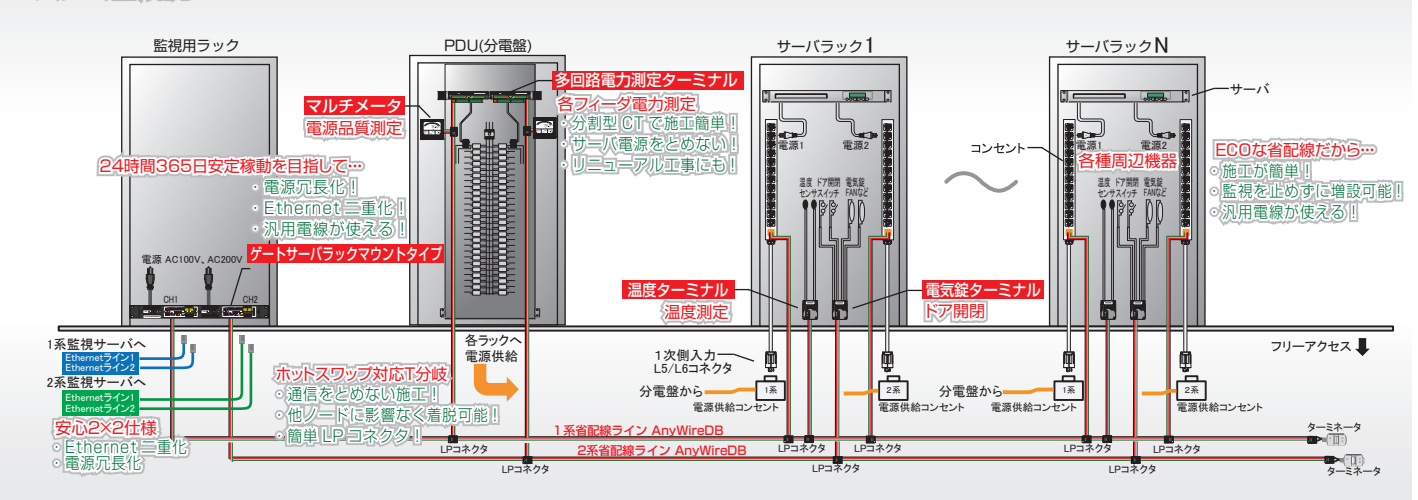 監視用ラック
PDU(分電盤)
サーバラック1
サーバラックN
サーバ
マルチメータ
電源品質測定
多回路電力測定ターミナル
各フィーダ電力測定
・分割型 CT で施工簡単!
・サーバ電源をとめない!
・リニューアル工事にも!
24時間365日安定稼動を目指して…
・電源冗長化!
・Ethernet 二重化!
・汎用電線が使える!
ゲートサーバラックマウントタイプ
電源 AC100V、AC200V
CH1
CH2
電源1
電源2
温度センサ
ドア開閉スイッチ
電気錠FANなど
温度ターミナル
温度測定
電気錠ターミナル
ドア開閉
コンセント
電源1
電源2
各種周辺機器
温度センサ
ドア開閉スイッチ
電気錠FANなど
ECOな省配線だから…
・施工が簡単!
・監視を止めずに増設可能!
・汎用電線が使える!
フリーアクセス
1系監視サーバへ
Ethernetライン1
Ethernetライン2
2系監視サーバへ
Ethernetライン1
Ethernetライン2
安心2×2仕様
・Ethernet 二重化
・電源冗長化
各ラックへ
電源供給
ホットスワップ対応T分岐
・通信をとめない施工!
・他ノードに影響なく着脱可能!
・簡単 LP コネクタ!
1次側入力
L5/L6コネクタ
分電盤から
1系
電源供給コンセント
2系
電源供給コンセント
分電盤から
1系
電源供給コンセント
2系
電源供給コンセント
1系省配線ライン AnyWireDB
2系省配線ライン AnyWireDB
LPコネクタ
LPコネクタ
LPコネクタ
LPコネクタ
LPコネクタ
LPコネクタ
LPコネクタ
LPコネクタ
LPコネクタ
LPコネクタ
ターミネータ
ターミネータ